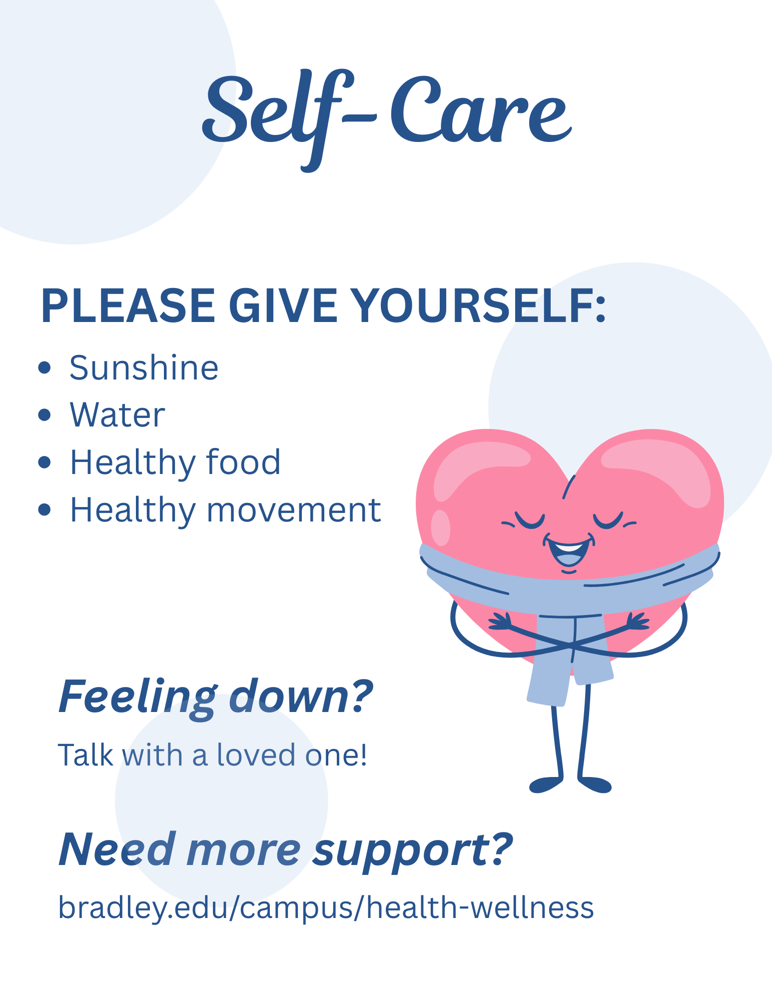 Self-Care
PLEASE GIVE YOURSELF:
• Sunshine
• Water
• Healthy food
• Healthy movement
Feeling down?
Talk with a loved one!
Need more support?
bradley.edu/campus/health-wellness